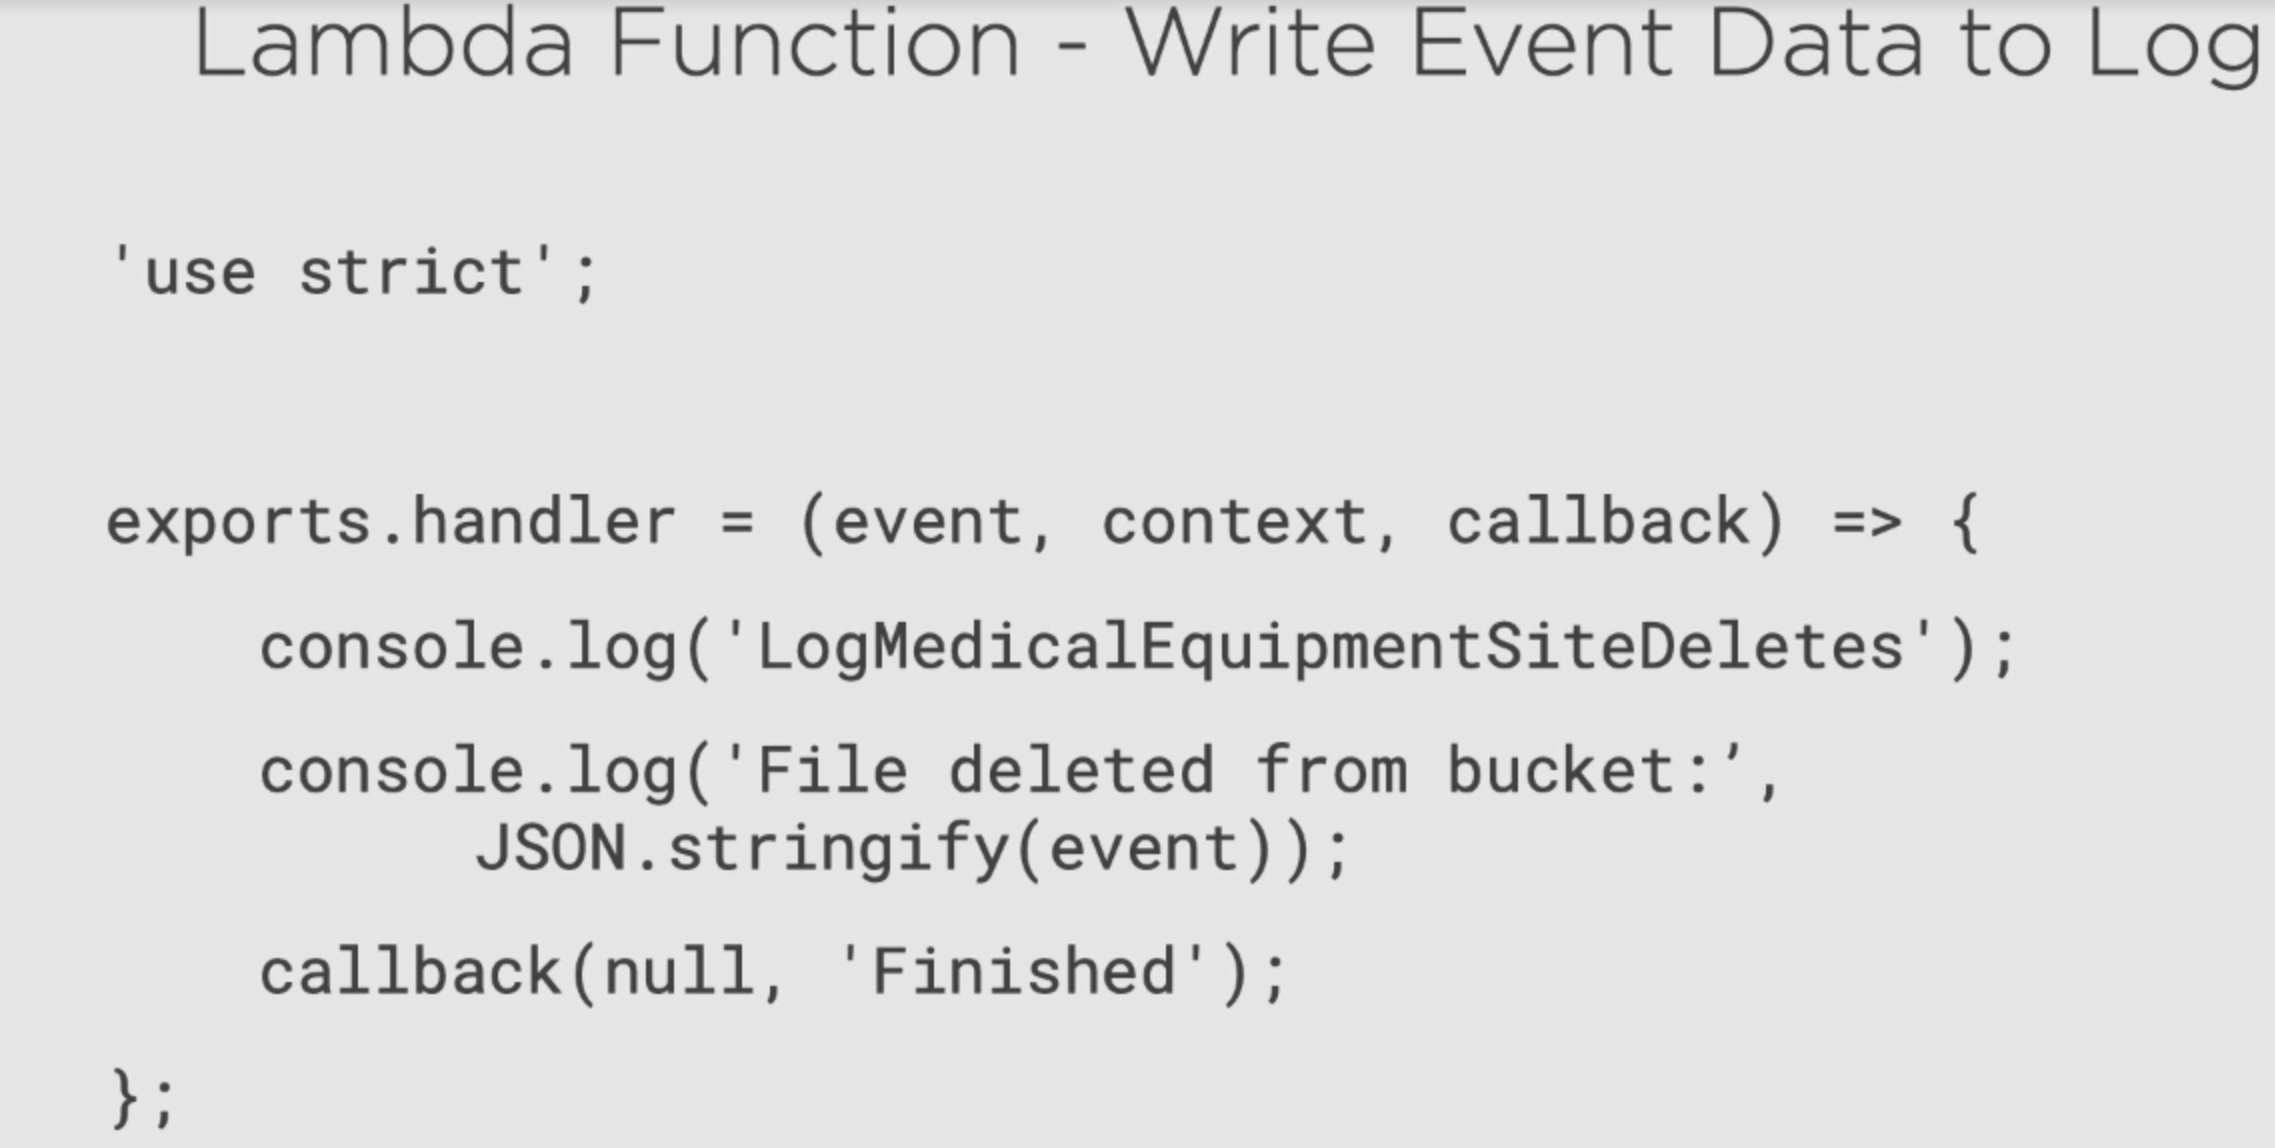 Lambda Function - Write Event Data to Log
'use strict';
exports.handler = (event, context, callback) => {
console.log('LogMedicalEquipmentSiteDeletes');
console.log('File deleted from bucket:’,
JSON.stringify(event));
callback(null, 'Finished');
};